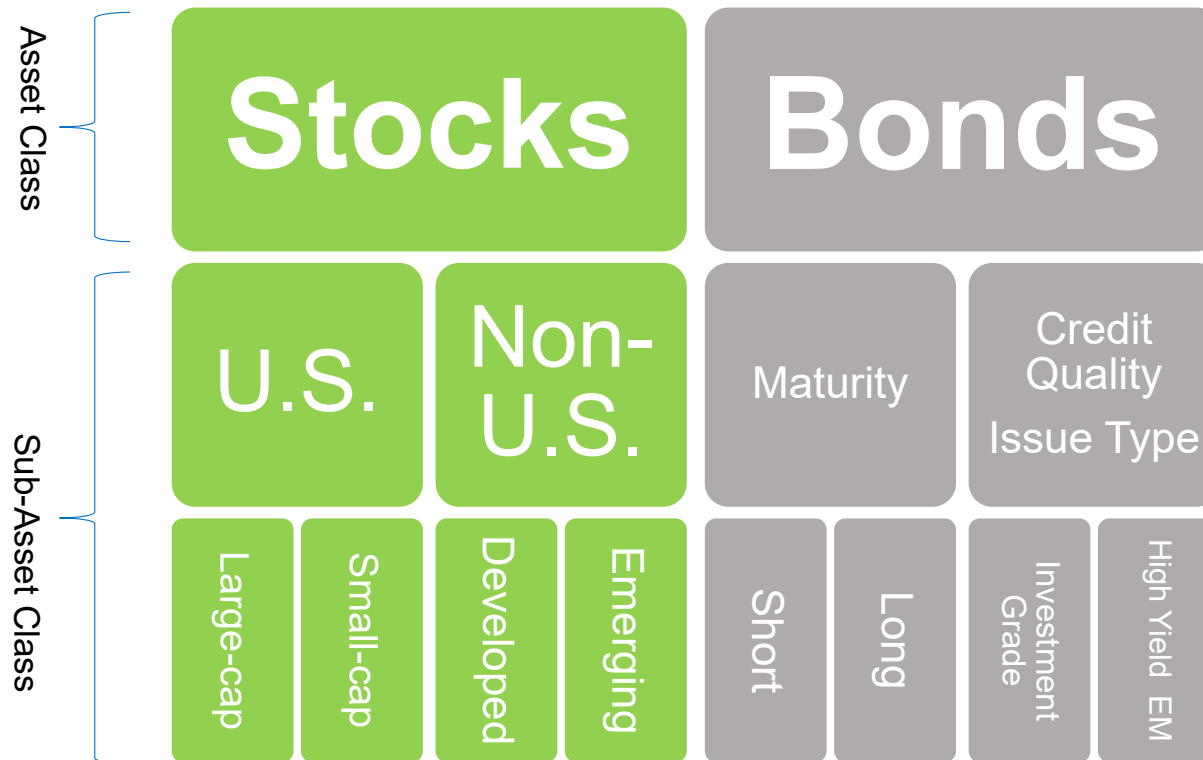 Asset Class
Stocks
Bonds
Sub-Asset Class
U.S.
Non-
U.S.
Maturity
Credit
Quality
Issue Type
Large-cap
Small-cap
Developed
Emerging
Short
Long
Investment
Grade
High Yield EM